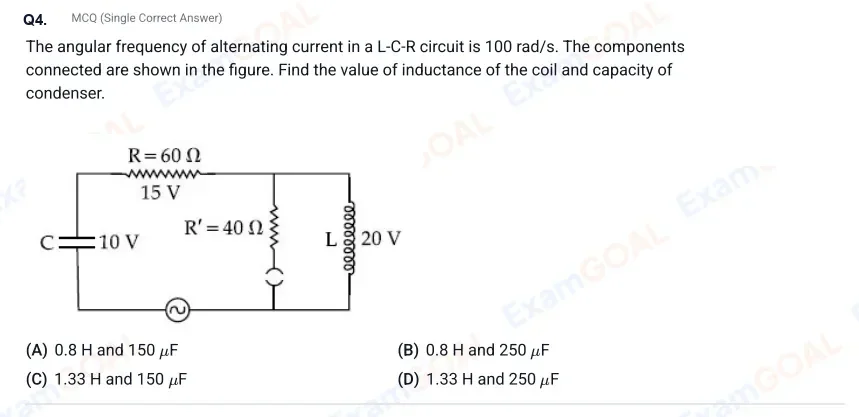 Q4. MCQ (Single Correct Answer)
The angular frequency of alternating current in a L-C-R circuit is 100 rad/s. The components
connected are shown in the figure. Find the value of inductance of the coil and capacity of
condenser.
R = 60 Ω
15 V
R′ = 40 Ω
C 10 V
L 20 V
(A) 0.8 H and 150 μF
(B) 0.8 H and 250 μF
(C) 1.33 H and 150 μF
(D) 1.33 H and 250 μF
ExamGOAL